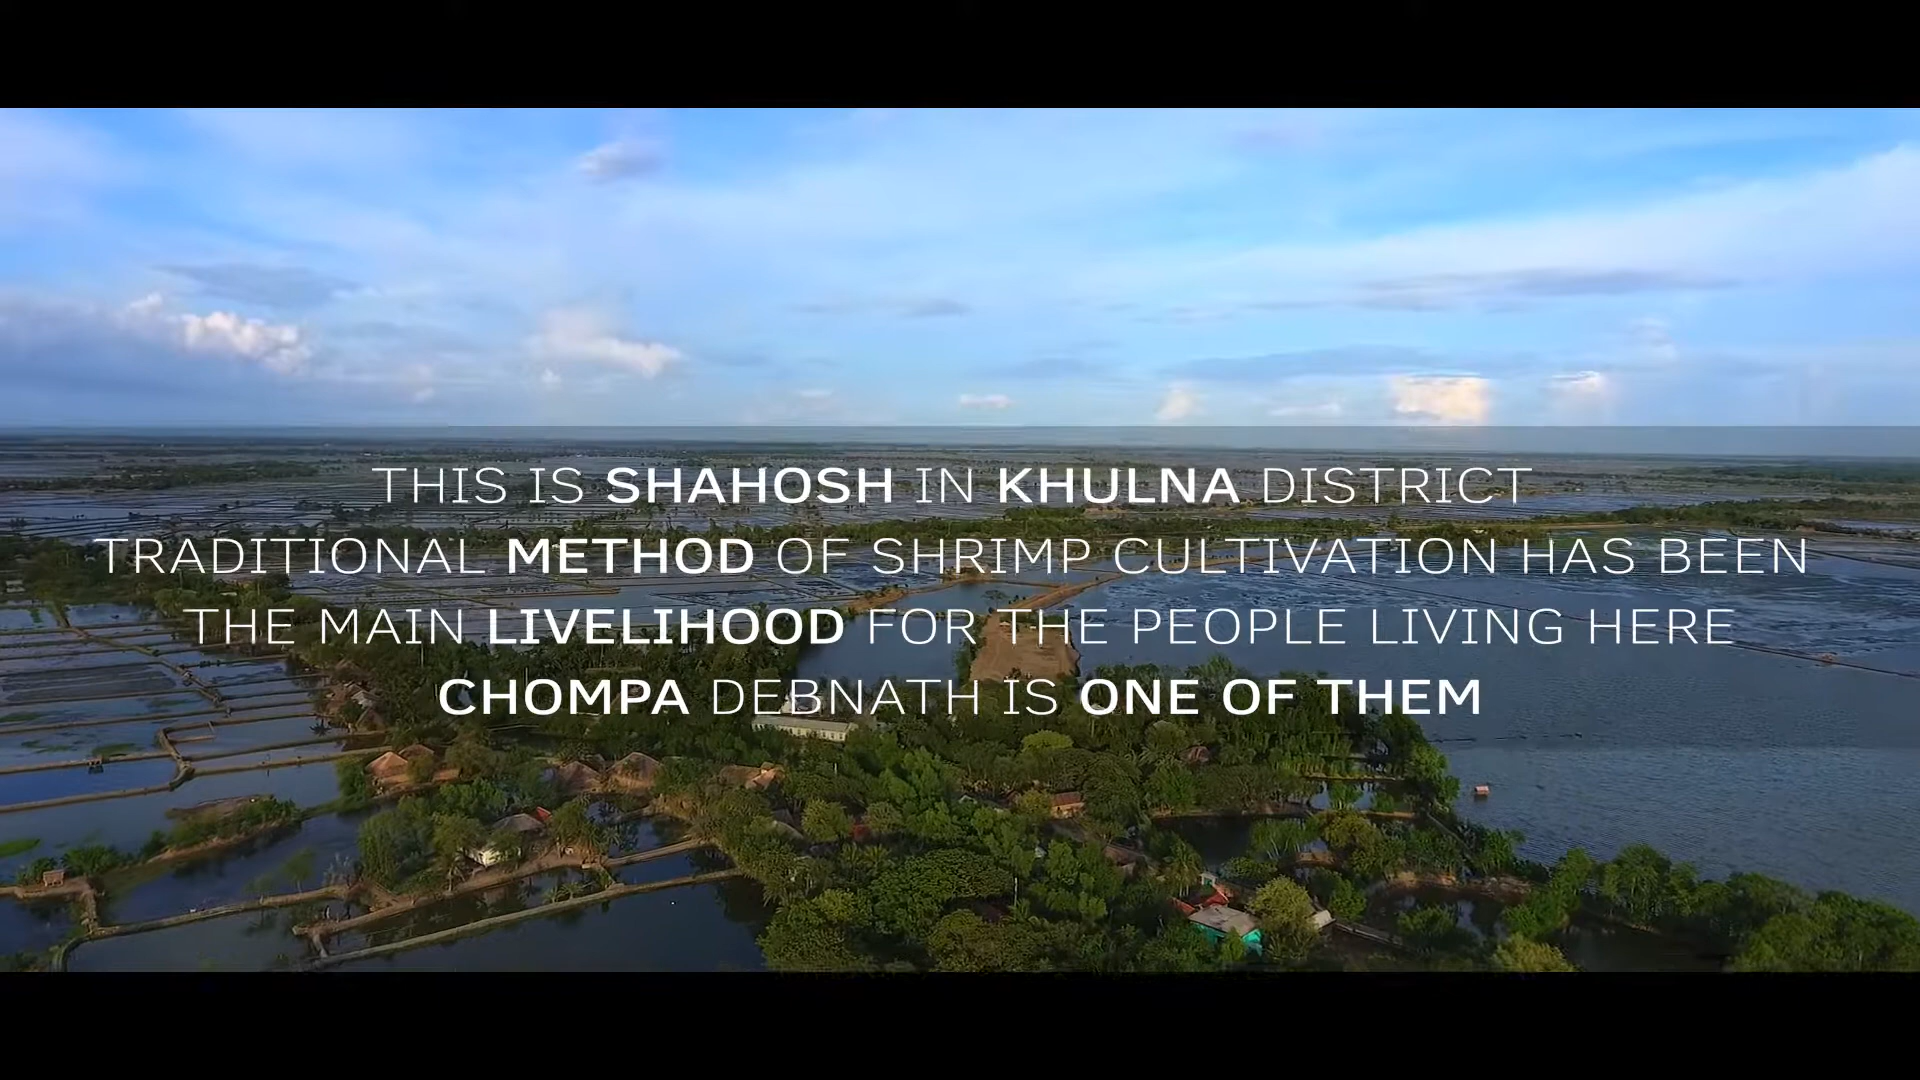 THIS IS SHAHOSH IN KHULNA DISTRICT
TRADITIONAL METHOD OF SHRIMP CULTIVATION HAS BEEN
THE MAIN LIVELIHOOD FOR THE PEOPLE LIVING HERE
CHOMPA DEBNATH IS ONE OF THEM